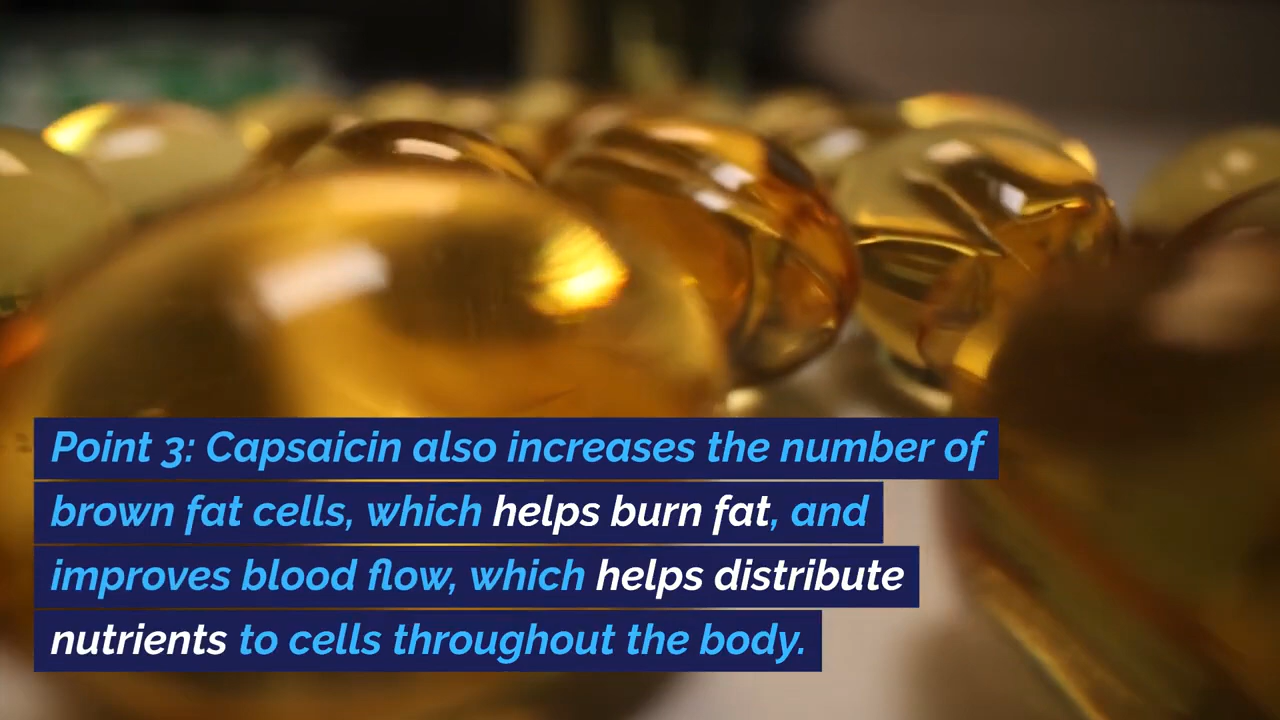 Point 3: Capsaicin also increases the number of
brown fat cells, which helps burn fat, and
improves blood flow, which helps distribute
nutrients to cells throughout the body.